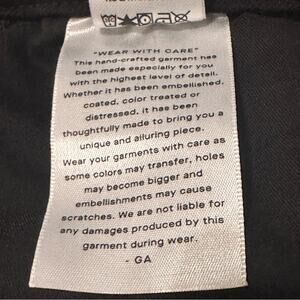 "WEAR WITH CARE"
This hand-crafted garment has
been made especially for you
with the highest level of detail.
Whether it has been embellished,
coated, color treated or
distressed, it has been
thoughtfully made to bring you a
unique and alluring piece.
Wear your garments with care as
some colors may transfer, holes
may become bigger and
embellishments may cause
scratches. We are not liable for
any damages produced by this
garment during wear.
- GA